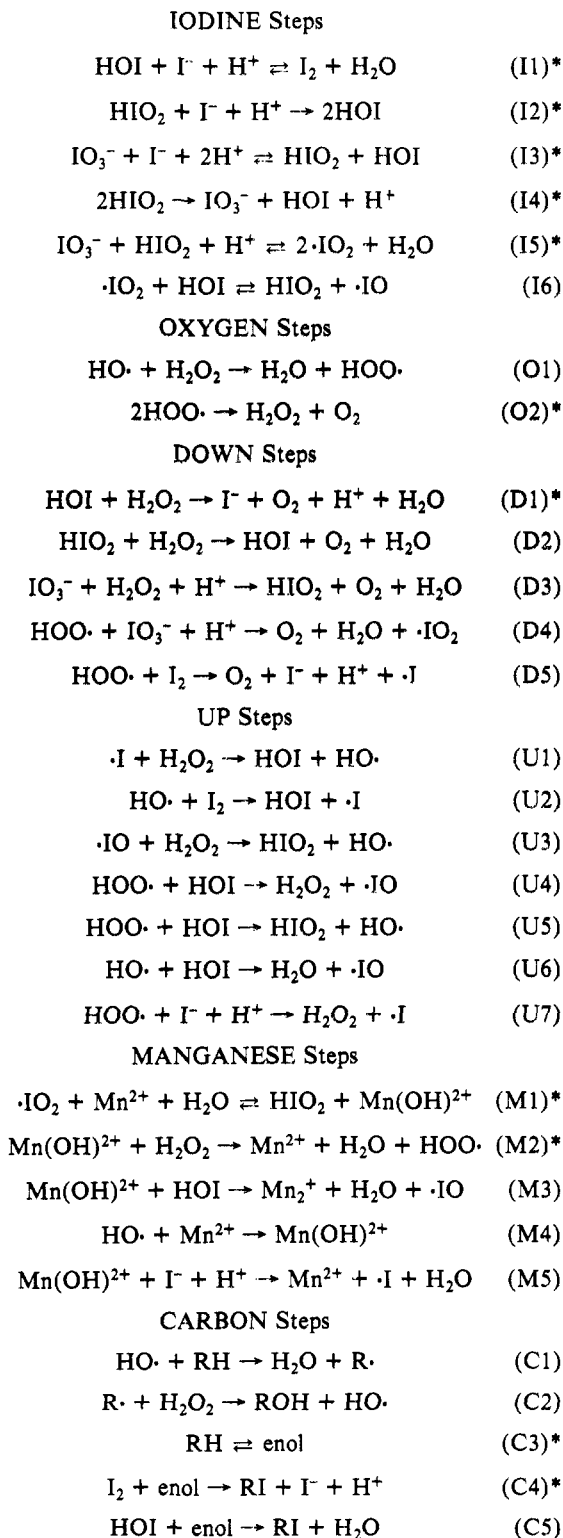 IODINE Steps
HOI + I⁻ + H⁺ ⇌ I₂ + H₂O (I1)*
HIO₂ + I⁻ + H⁺ → 2HOI (I2)*
IO₃⁻ + I⁻ + 2H⁺ ⇌ HIO₂ + HOI (I3)*
2HIO₂ → IO₃⁻ + HOI + H⁺ (I4)*
IO₃⁻ + HIO₂ + H⁺ ⇌ 2·IO₂ + H₂O (I5)*
·IO₂ + HOI ⇌ HIO₂ + ·IO (I6)
OXYGEN Steps
HO· + H₂O₂ → H₂O + HOO· (O1)
2HOO· → H₂O₂ + O₂ (O2)*
DOWN Steps
HOI + H₂O₂ → I⁻ + O₂ + H⁺ + H₂O (D1)*
HIO₂ + H₂O₂ → HOI + O₂ + H₂O (D2)
IO₃⁻ + H₂O₂ + H⁺ → HIO₂ + O₂ + H₂O (D3)
HOO· + IO₃⁻ + H⁺ → O₂ + H₂O + ·IO₂ (D4)
HOO· + I₂ → O₂ + I⁻ + H⁺ + ·I (D5)
UP Steps
·I + H₂O₂ → HOI + HO· (U1)
HO· + I₂ → HOI + ·I (U2)
·IO + H₂O₂ → HIO₂ + HO· (U3)
HOO· + HOI → H₂O₂ + ·IO (U4)
HOO· + HOI → HIO₂ + HO· (U5)
HO· + HOI → H₂O + ·IO (U6)
HOO· + I⁻ + H⁺ → H₂O₂ + ·I (U7)
MANGANESE Steps
·IO₂ + Mn²⁺ + H₂O ⇌ HIO₂ + Mn(OH)²⁺ (M1)*
Mn(OH)²⁺ + H₂O₂ → Mn²⁺ + H₂O + HOO· (M2)*
Mn(OH)²⁺ + HOI → Mn₂⁺ + H₂O + ·IO (M3)
HO· + Mn²⁺ → Mn(OH)²⁺ (M4)
Mn(OH)²⁺ + I⁻ + H⁺ → Mn²⁺ + ·I + H₂O (M5)
CARBON Steps
HO· + RH → H₂O + R· (C1)
R· + H₂O₂ → ROH + HO· (C2)
RH ⇌ enol (C3)*
I₂ + enol → RI + I⁻ + H⁺ (C4)*
HOI + enol → RI + H₂O (C5)